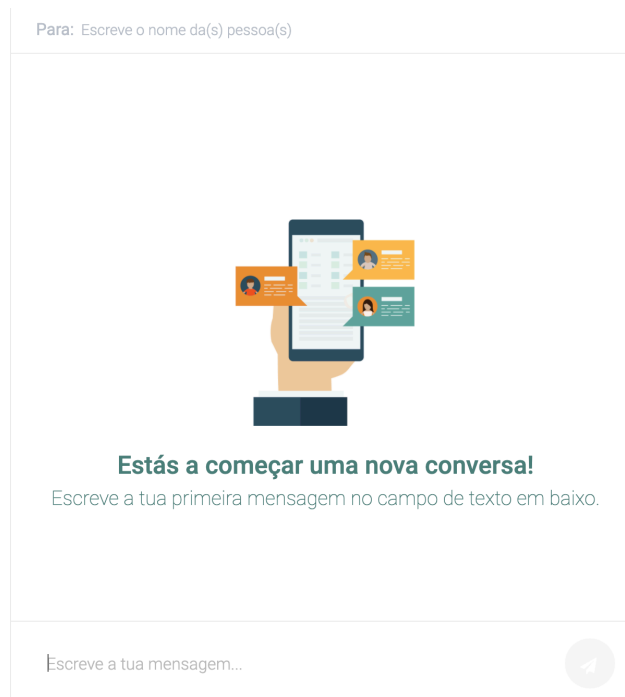 Para: Escreve o nome da(s) pessoa(s)
Estás a começar uma nova conversa!
Escreve a tua primeira mensagem no campo de texto em baixo.
Escreve a tua mensagem...